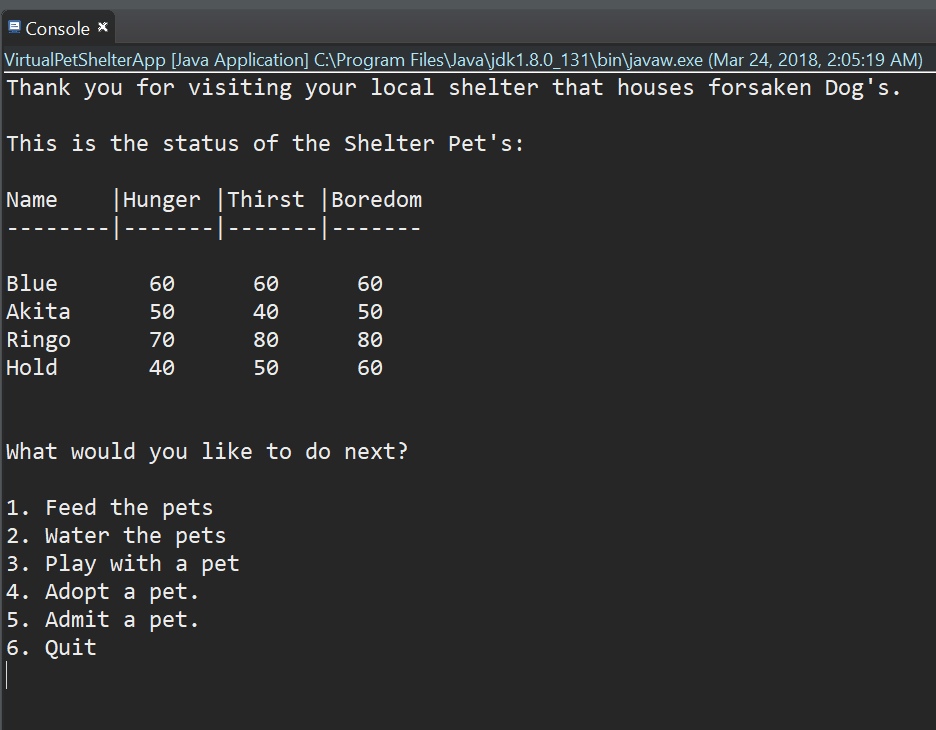 Console
VirtualPetShelterApp [Java Application] C:\Program Files\Java\jdk1.8.0_131\bin\javaw.exe (Mar 24, 2018, 2:05:19 AM)
Thank you for visiting your local shelter that houses forsaken Dog's.
This is the status of the Shelter Pet's:
Name    |Hunger |Thirst |Boredom
--------|-------|-------|-------
Blue       60      60      60
Akita      50      40      50
Ringo      70      80      80
Hold       40      50      60
What would you like to do next?
1. Feed the pets
2. Water the pets
3. Play with a pet
4. Adopt a pet.
5. Admit a pet.
6. Quit